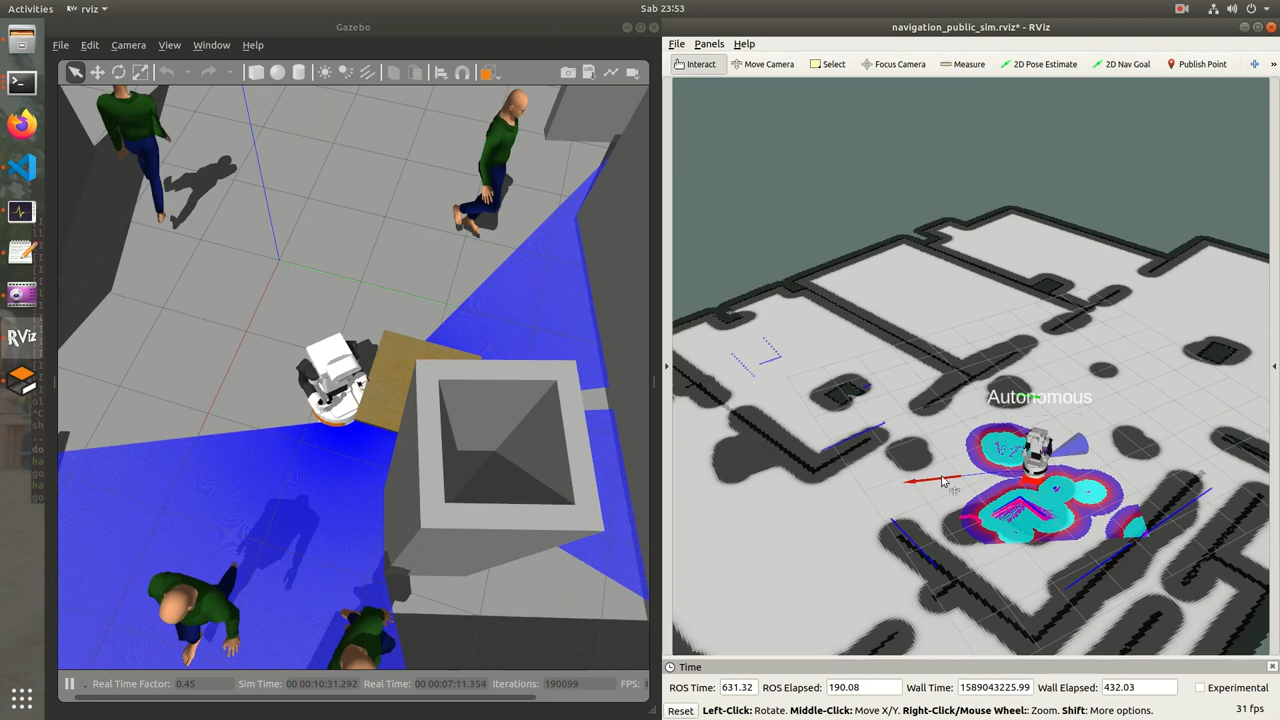 Activities
rviz
Sab 23:53
Gazebo
File Edit Camera View Window Help
Real Time Factor: 0.45 Sim Time: 00 00:10:31.292 Real Time: 00 00:07:11.354 Iterations: 190099 FPS:
navigation_public_sim.rviz* - RViz
File Panels Help
Interact Move Camera Select Focus Camera Measure 2D Pose Estimate 2D Nav Goal Publish Point
Autonomous
Time
ROS Time: 631.32 ROS Elapsed: 190.08 Wall Time: 1589043225.99 Wall Elapsed: 432.03 Experimental
Reset Left-Click: Rotate. Middle-Click: Move X/Y. Right-Click/Mouse Wheel:: Zoom. Shift: More options. 31 fps
RViz